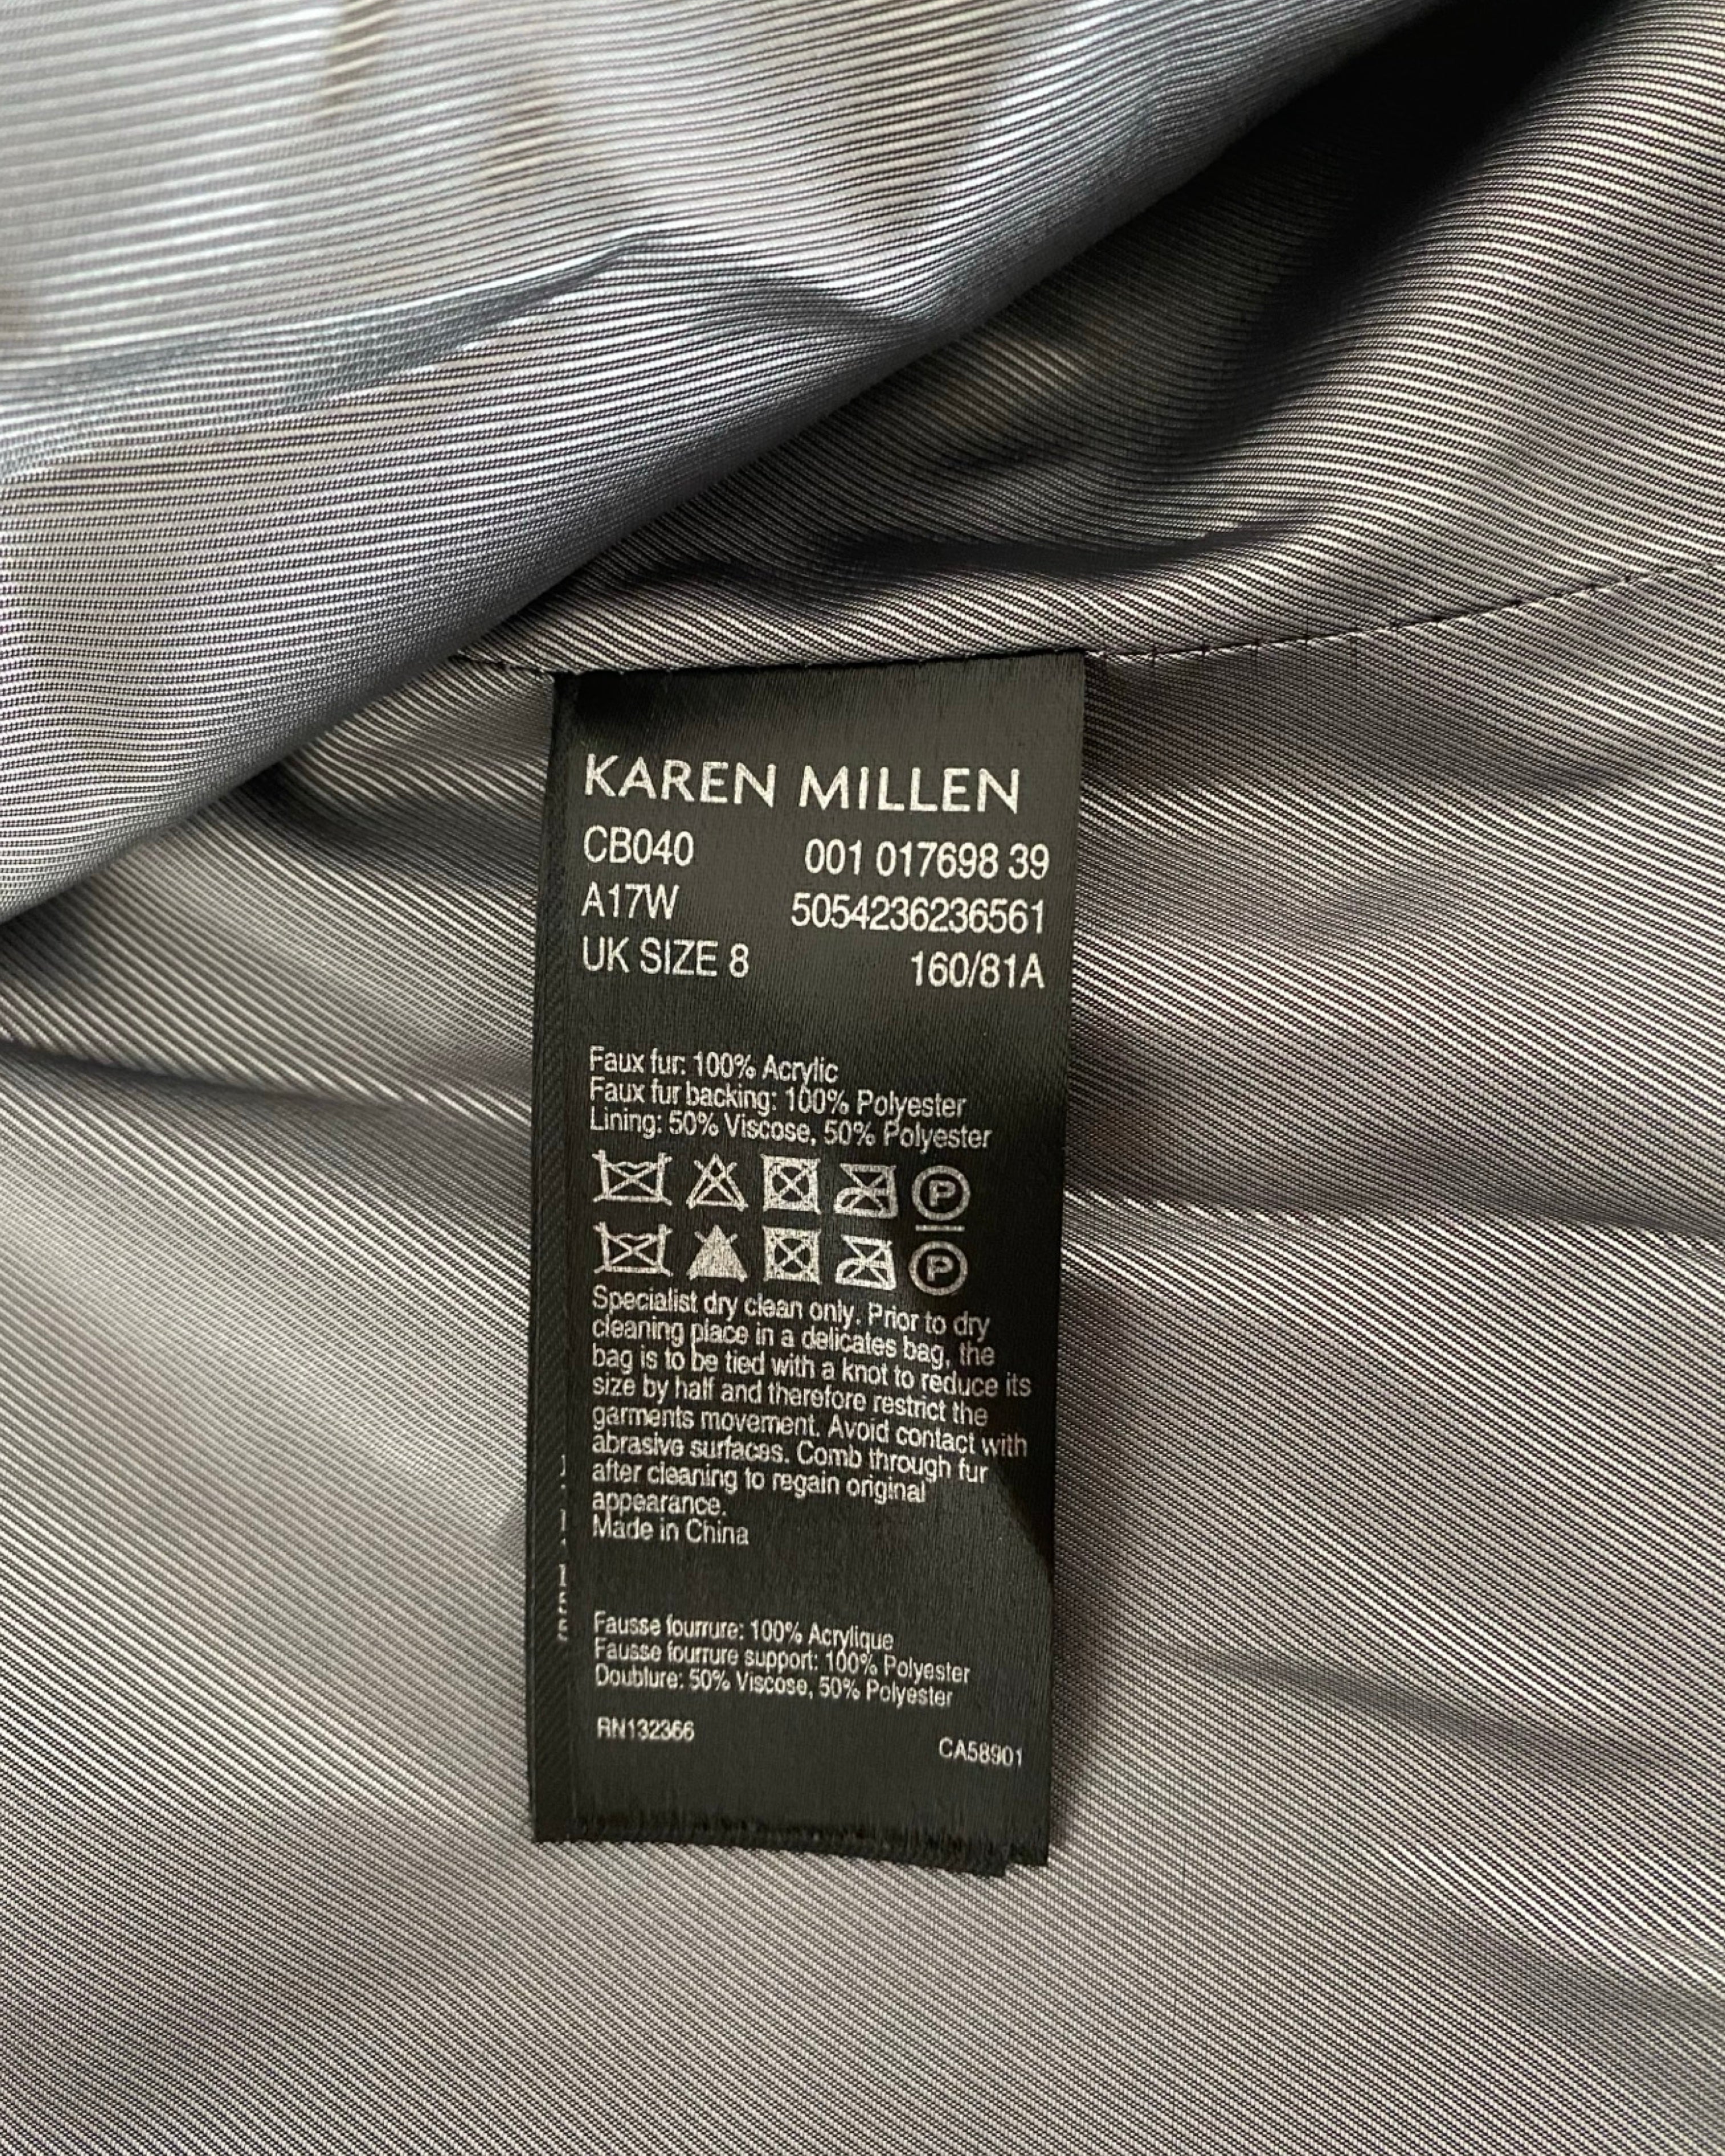 KAREN MILLEN
CB040 001 017698 39
A17W 5054236236561
UK SIZE 8 160/81A
Faux fur: 100% Acrylic
Faux fur backing: 100% Polyester
Lining: 50% Viscose, 50% Polyester
P
P
Specialist dry clean only. Prior to dry
cleaning place in a delicates bag, the
bag is to be tied with a knot to reduce its
size by half and therefore restrict the
garments movement. Avoid contact with
abrasive surfaces. Comb through fur
after cleaning to regain original
appearance.
Made in China
Fausse fourrure: 100% Acrylique
Fausse fourrure support: 100% Polyester
Doublure: 50% Viscose, 50% Polyester
RN132366 CA58901